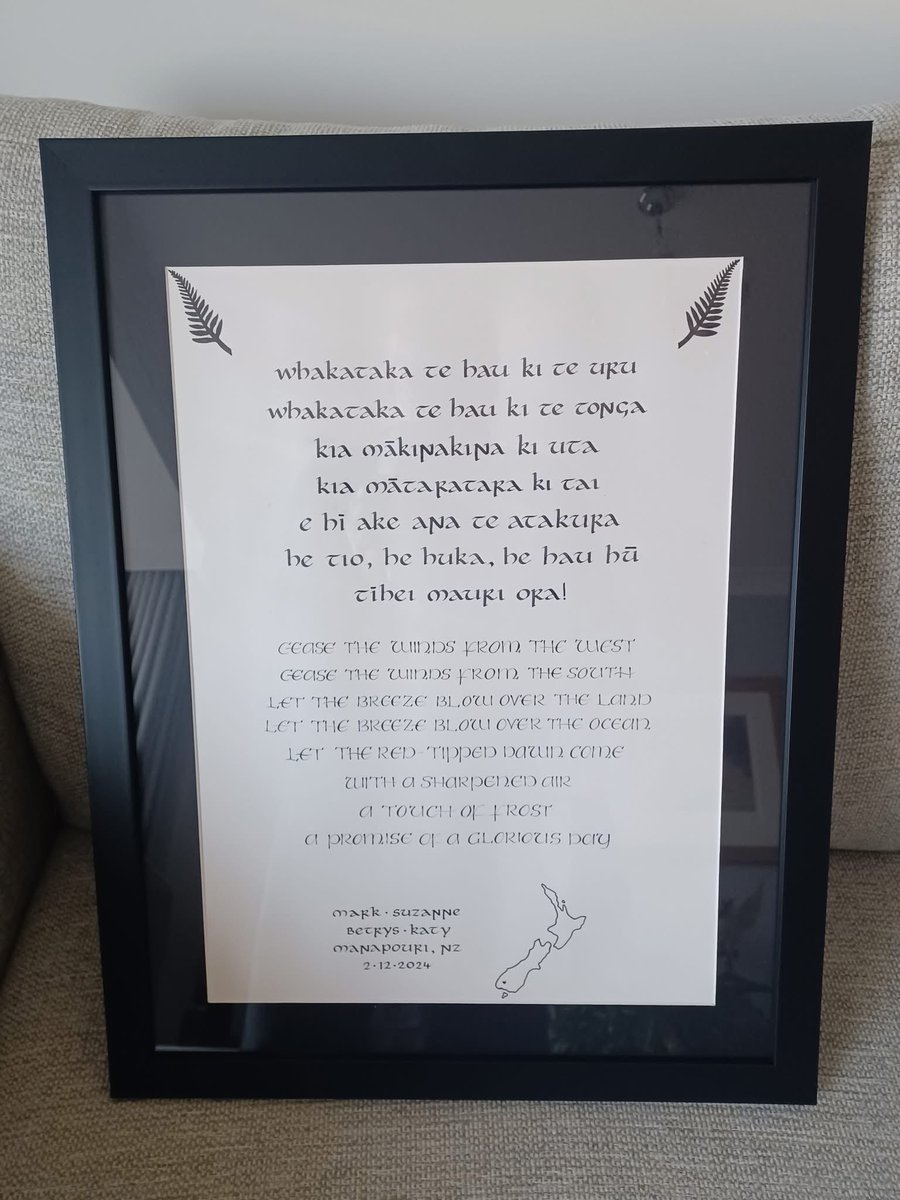 whakataka te hau ki te uru
whakataka te hau ki te tonga
kia mākinakina ki uta
kia mātaratara ki tai
e hī ake ana te atakura
he tio, he huka, he hau hū
tīhei mauri ora!
CEASE THE WINDS FROM THE WEST
CEASE THE WINDS FROM THE SOUTH
LET THE BREEZE BLOW OVER THE LAND
LET THE BREEZE BLOW OVER THE OCEAN
LET THE RED-TIPPED DAWN COME
WITH A SHARPENED AIR
A TOUCH OF FROST
A PROMISE OF A GLORIOUS DAY
MARK · SUZANNE
BETRYS · KATY
MANAPOURI, NZ
2·12·2024